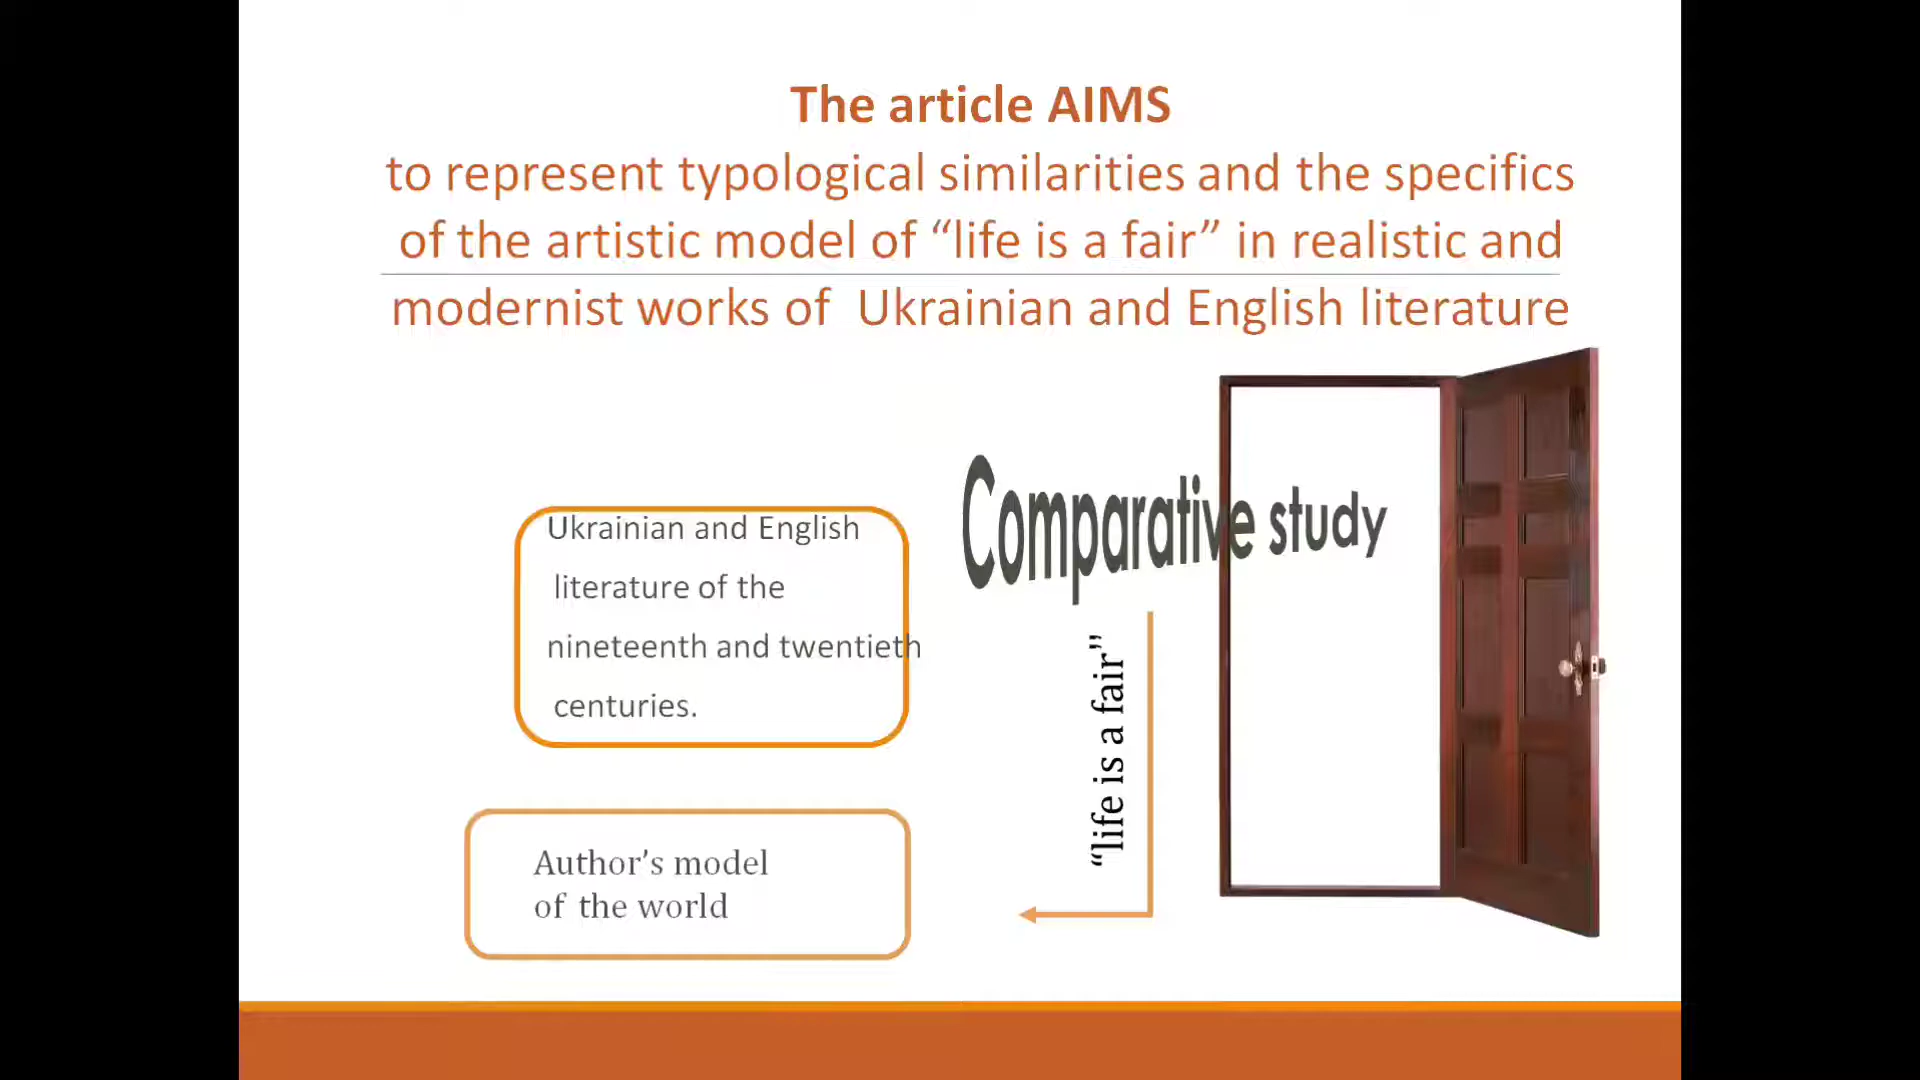 The article AIMS
to represent typological similarities and the specifics
of the artistic model of “life is a fair” in realistic and
modernist works of Ukrainian and English literature
Comparative study
Ukrainian and English
literature of the
nineteenth and twentieth
centuries.
“life is a fair”
Author’s model
of the world